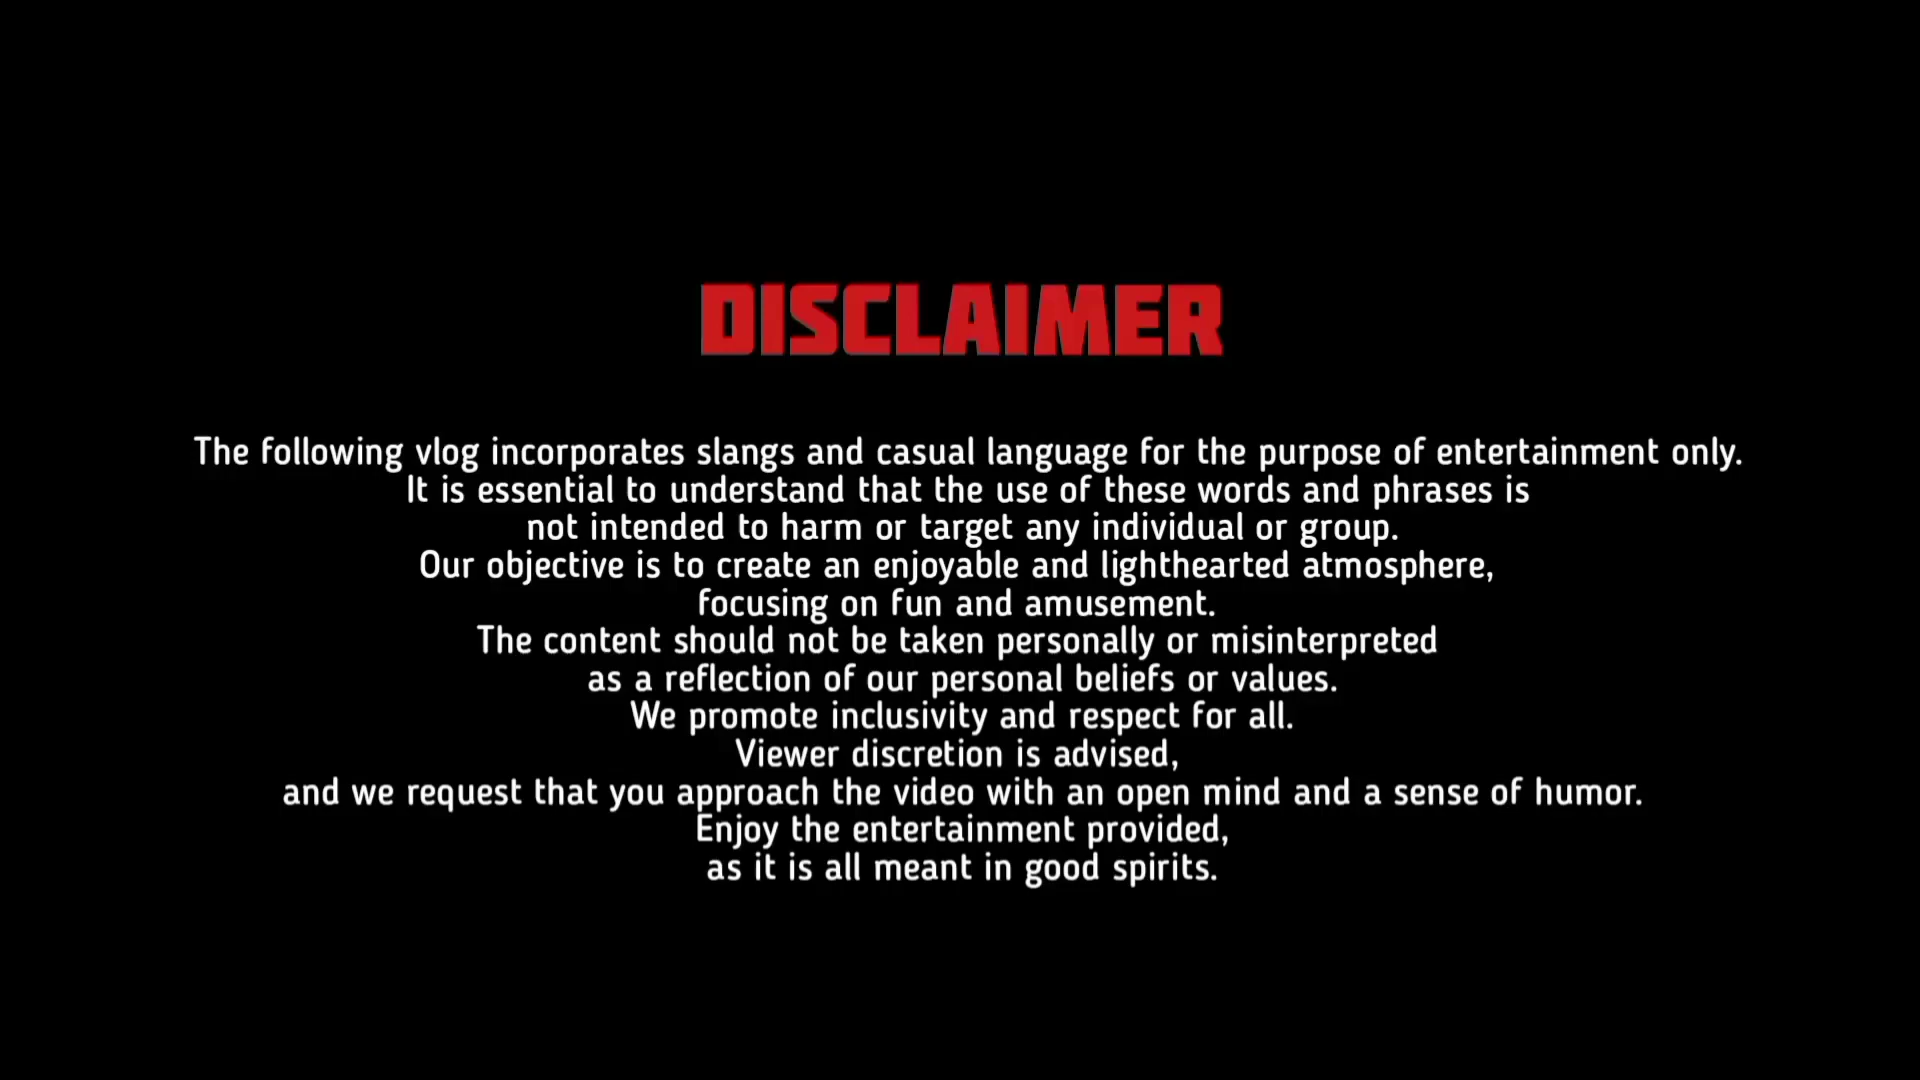 DISCLAIMER
The following vlog incorporates slangs and casual language for the purpose of entertainment only.
It is essential to understand that the use of these words and phrases is
not intended to harm or target any individual or group.
Our objective is to create an enjoyable and lighthearted atmosphere,
focusing on fun and amusement.
The content should not be taken personally or misinterpreted
as a reflection of our personal beliefs or values.
We promote inclusivity and respect for all.
Viewer discretion is advised,
and we request that you approach the video with an open mind and a sense of humor.
Enjoy the entertainment provided,
as it is all meant in good spirits.